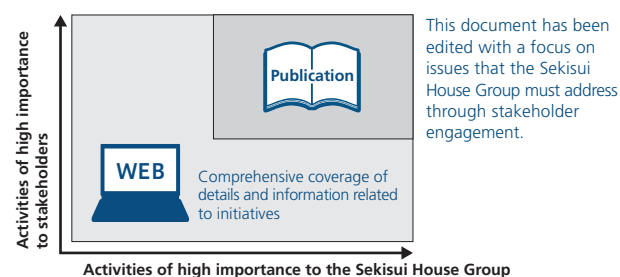 Activities of high importance
to stakeholders
Publication
This document has been
edited with a focus on
issues that the Sekisui
House Group must address
through stakeholder
engagement.
WEB
Comprehensive coverage of
details and information related
to initiatives
Activities of high importance to the Sekisui House Group